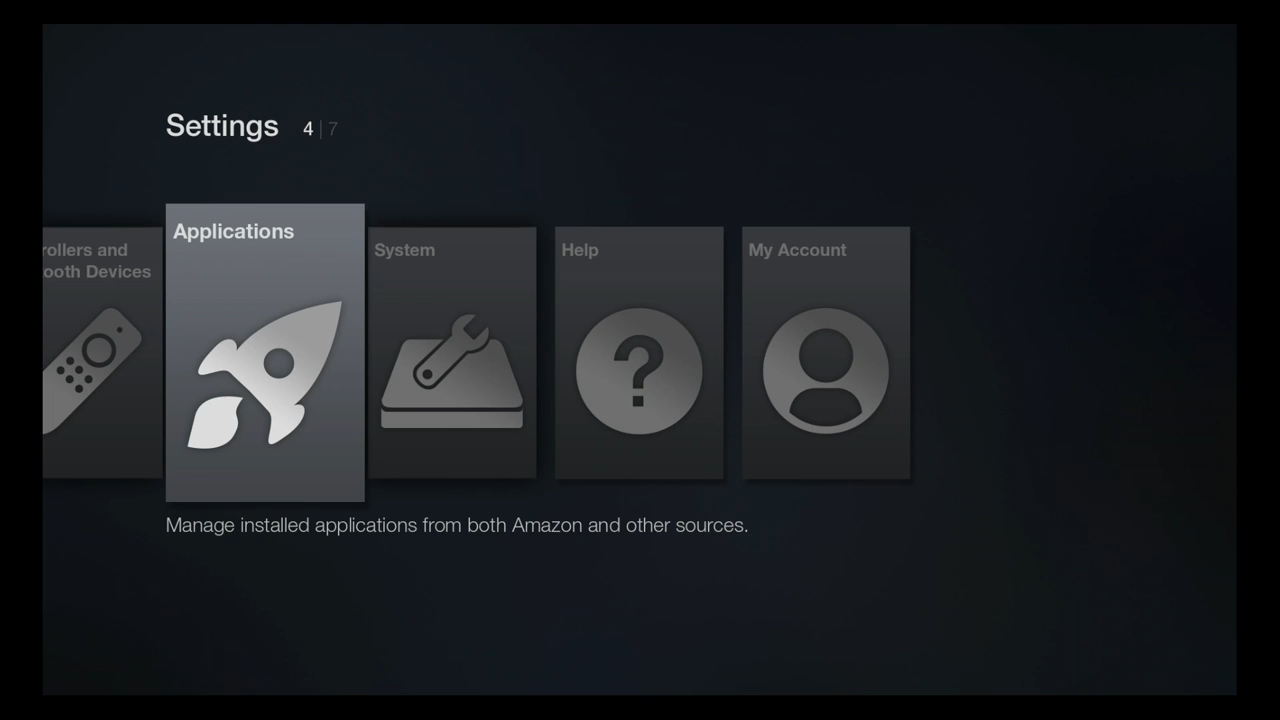 Settings 4 | 7
rollers and
ooth Devices
Applications
System
Help
My Account
Manage installed applications from both Amazon and other sources.